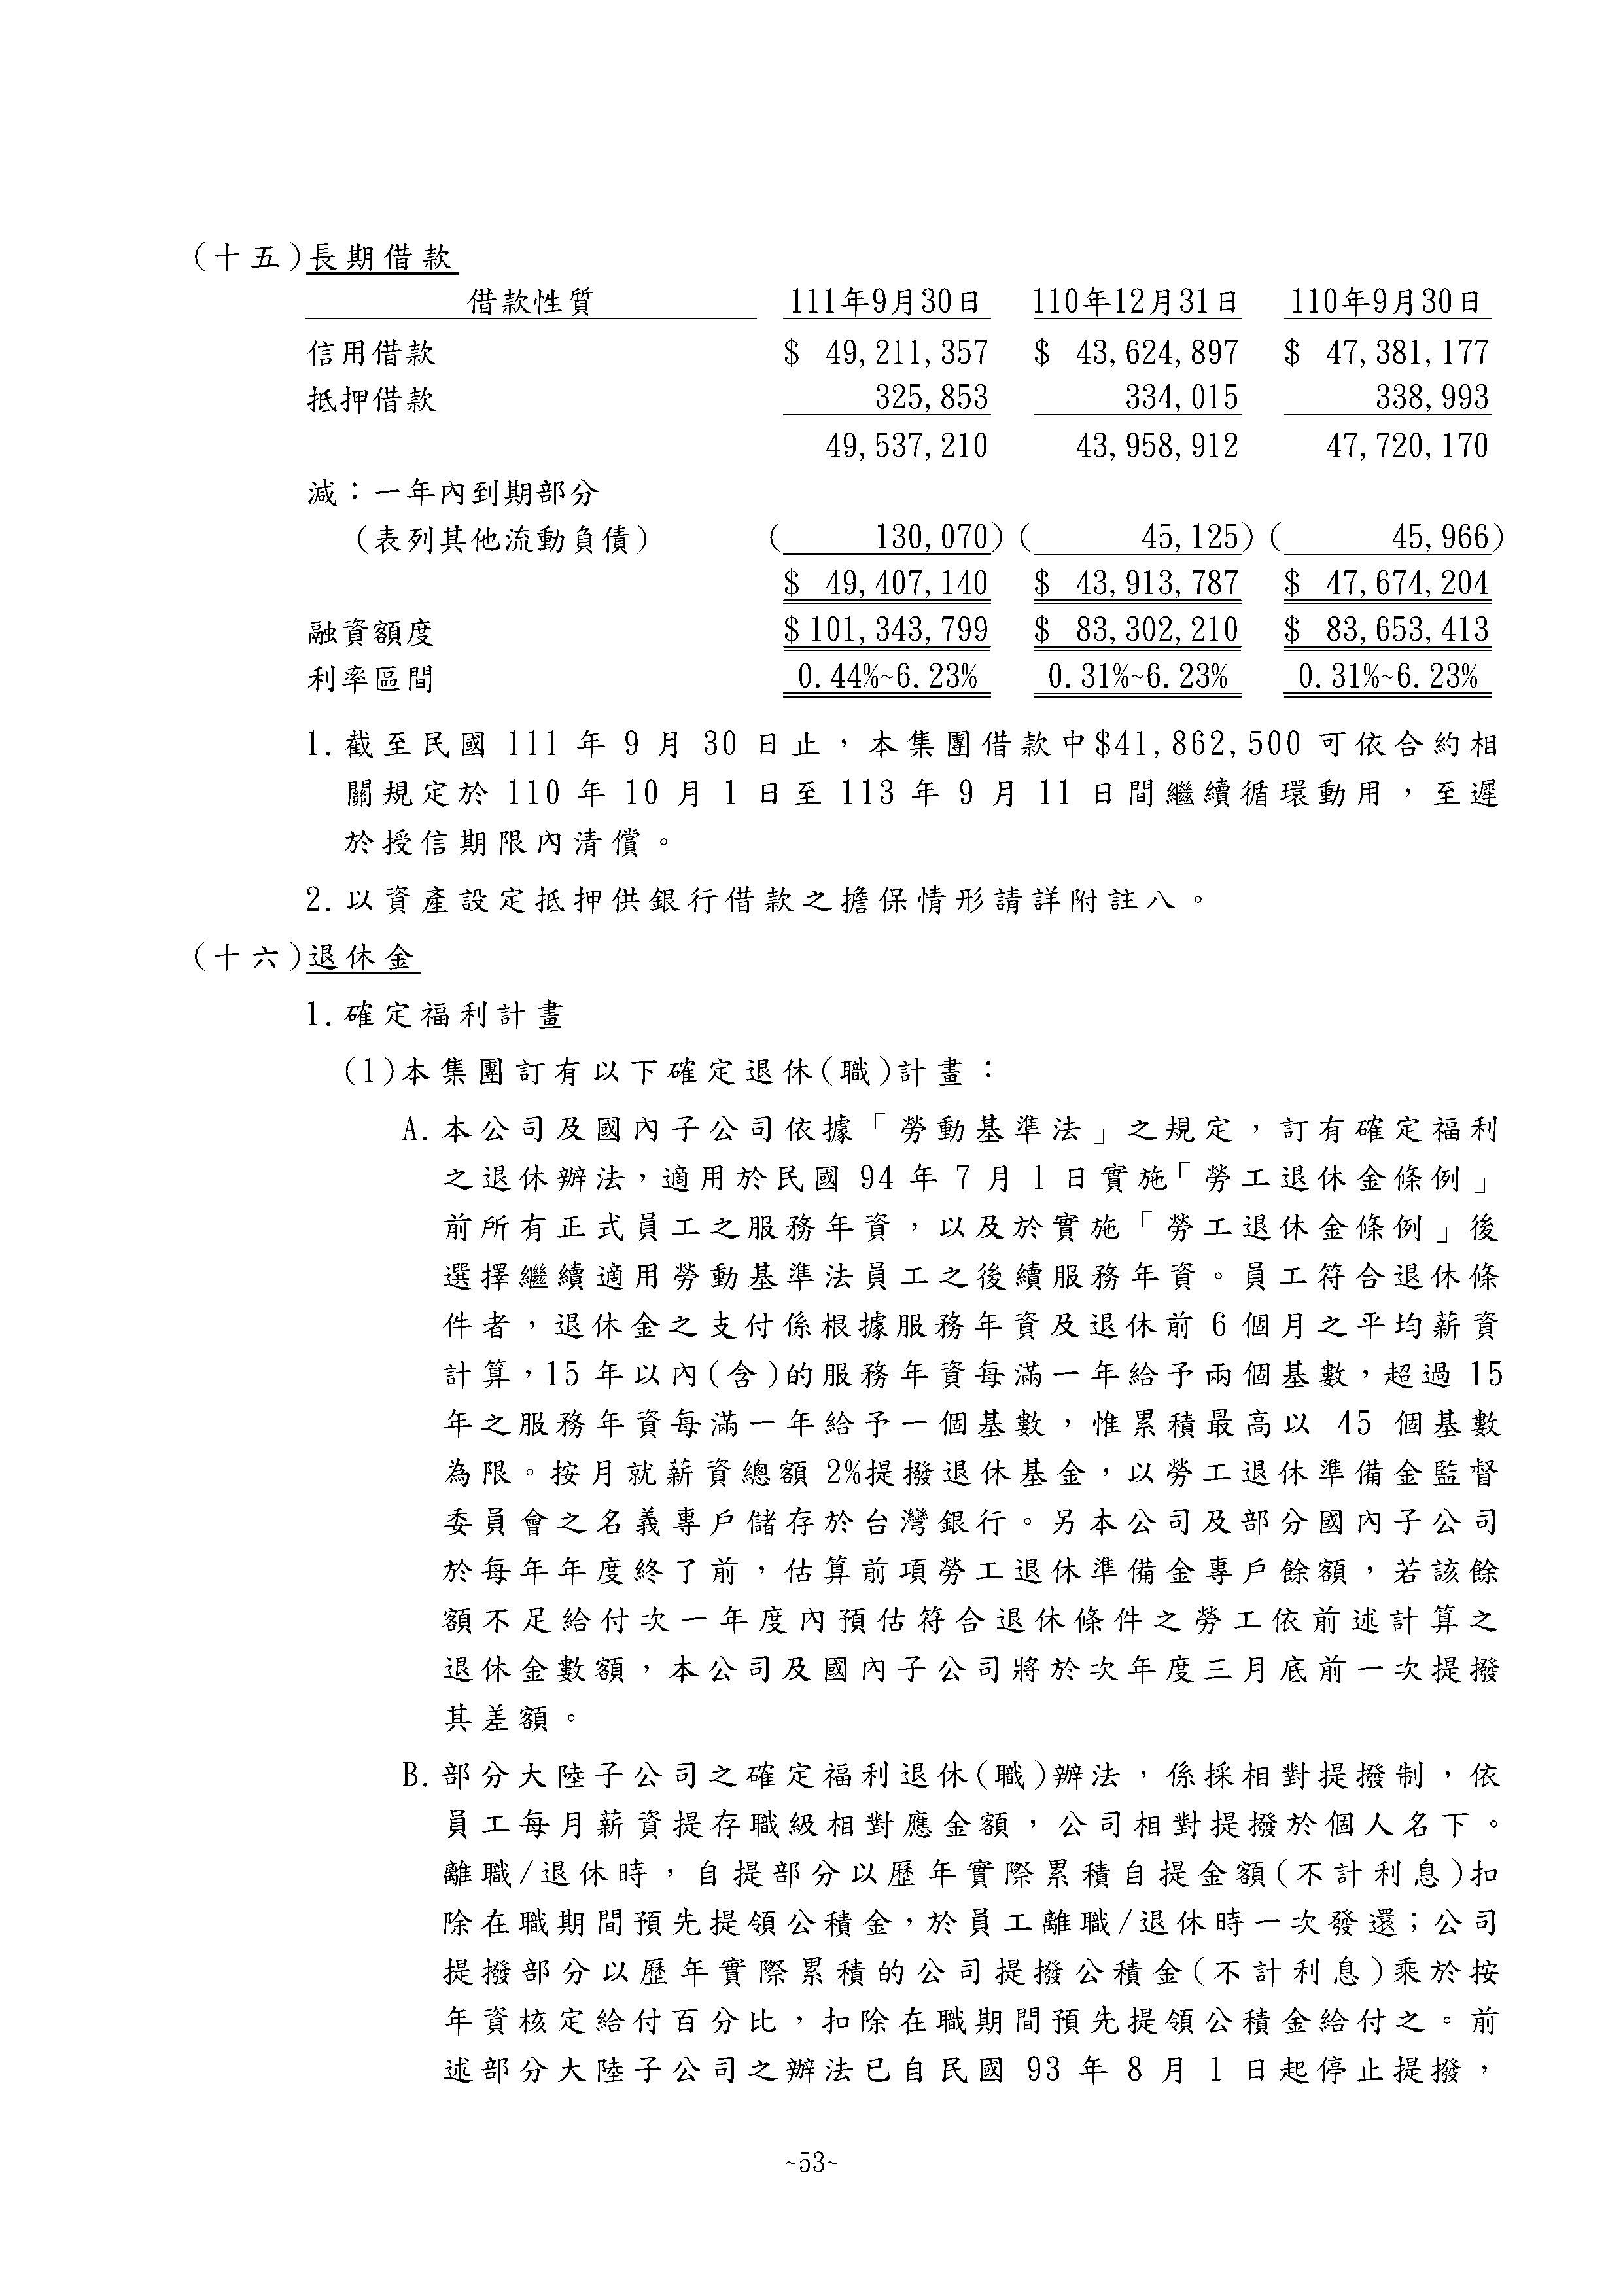 (十五)長期借款
借款性質 111年9月30日 110年12月31日 110年9月30日
信用借款 $ 49,211,357 $ 43,624,897 $ 47,381,177
抵押借款 325,853 334,015 338,993
49,537,210 43,958,912 47,720,170
減：一年內到期部分
（表列其他流動負債） ( 130,070) ( 45,125) ( 45,966)
$ 49,407,140 $ 43,913,787 $ 47,674,204
融資額度 $101,343,799 $ 83,302,210 $ 83,653,413
利率區間 0.44%~6.23% 0.31%~6.23% 0.31%~6.23%
1.截至民國 111 年 9 月 30 日止，本集團借款中$41,862,500 可依合約相
關規定於 110 年 10 月 1 日至 113 年 9 月 11 日間繼續循環動用，至遲
於授信期限內清償。
2.以資產設定抵押供銀行借款之擔保情形請詳附註八。
(十六)退休金
1.確定福利計畫
(1)本集團訂有以下確定退休(職)計畫：
A.本公司及國內子公司依據「勞動基準法」之規定，訂有確定福利
之退休辦法，適用於民國 94 年 7 月 1 日實施「勞工退休金條例」
前所有正式員工之服務年資，以及於實施「勞工退休金條例」後
選擇繼續適用勞動基準法員工之後續服務年資。員工符合退休條
件者，退休金之支付係根據服務年資及退休前 6 個月之平均薪資
計算，15 年以內(含)的服務年資每滿一年給予兩個基數，超過 15
年之服務年資每滿一年給予一個基數，惟累積最高以 45 個基數
為限。按月就薪資總額 2%提撥退休基金，以勞工退休準備金監督
委員會之名義專戶儲存於台灣銀行。另本公司及部分國內子公司
於每年年度終了前，估算前項勞工退休準備金專戶餘額，若該餘
額不足給付次一年度內預估符合退休條件之勞工依前述計算之
退休金數額，本公司及國內子公司將於次年度三月底前一次提撥
其差額。
B.部分大陸子公司之確定福利退休(職)辦法，係採相對提撥制，依
員工每月薪資提存職級相對應金額，公司相對提撥於個人名下。
離職/退休時，自提部分以歷年實際累積自提金額(不計利息)扣
除在職期間預先提領公積金，於員工離職/退休時一次發還；公司
提撥部分以歷年實際累積的公司提撥公積金(不計利息)乘於按
年資核定給付百分比，扣除在職期間預先提領公積金給付之。前
述部分大陸子公司之辦法已自民國 93 年 8 月 1 日起停止提撥，
~53~